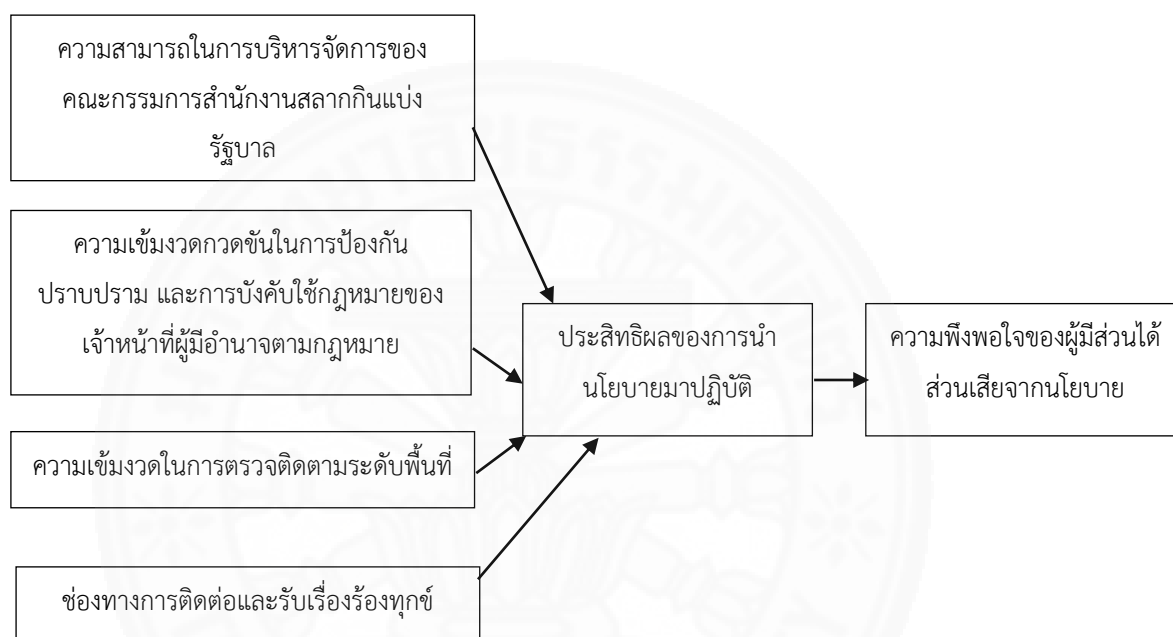 ความสามารถในการบริหารจัดการของ
คณะกรรมการสำนักงานสลากกินแบ่ง
รัฐบาล
ความเข้มงวดกวดขันในการป้องกัน
ปราบปราม และการบังคับใช้กฎหมายของ
เจ้าหน้าที่ผู้มีอำนาจตามกฎหมาย
ความเข้มงวดในการตรวจติดตามระดับพื้นที่
ช่องทางการติดต่อและรับเรื่องร้องทุกข์
ประสิทธิผลของการนำ
นโยบายมาปฏิบัติ
ความพึงพอใจของผู้มีส่วนได้
ส่วนเสียจากนโยบาย